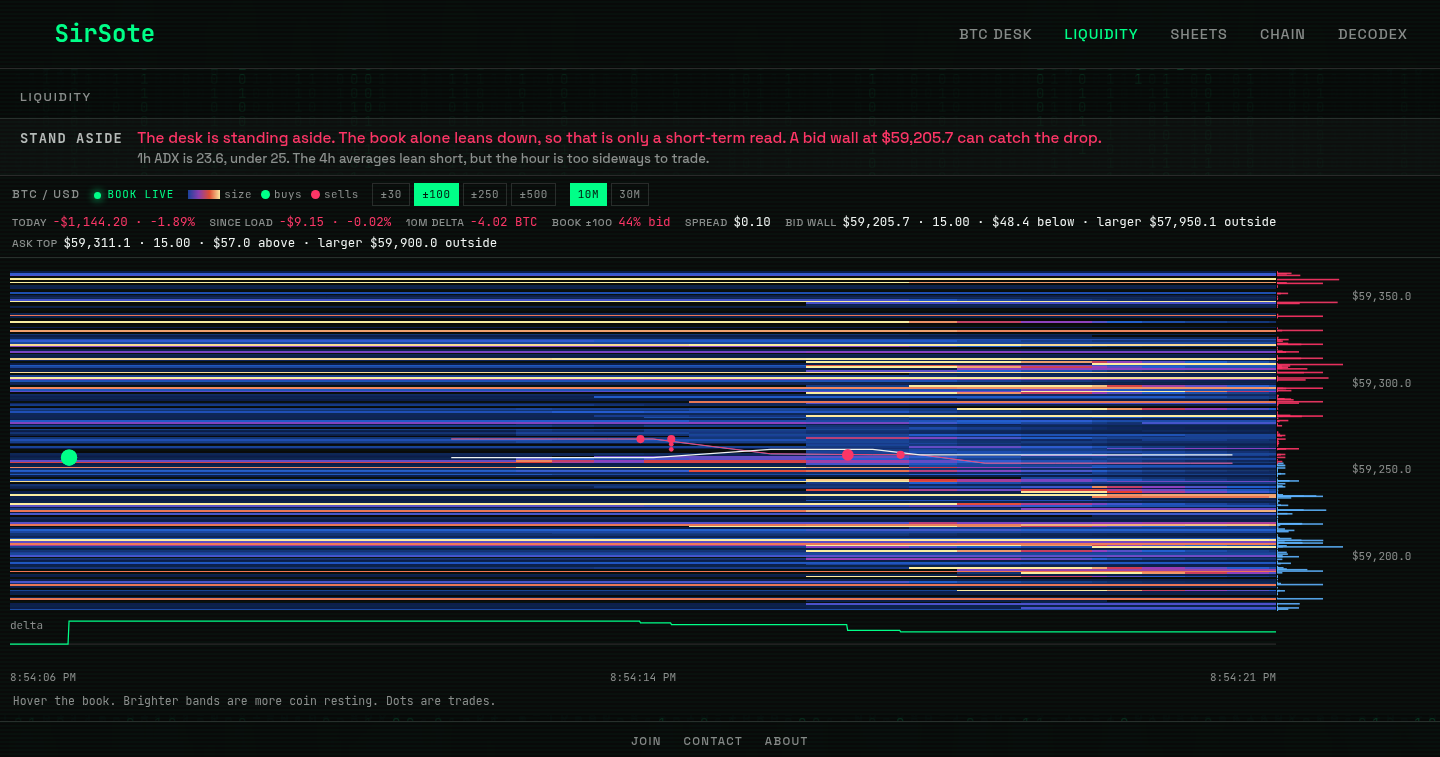 SirSote
BTC DESK LIQUIDITY SHEETS CHAIN DECODEX
LIQUIDITY
STAND ASIDE The desk is standing aside. The book alone leans down, so that is only a short-term read. A bid wall at $59,205.7 can catch the drop.
1h ADX is 23.6, under 25. The 4h averages lean short, but the hour is too sideways to trade.
BTC / USD BOOK LIVE size buys sells ±30 ±100 ±250 ±500 10M 30M
TODAY -$1,144.20 · -1.89% SINCE LOAD -$9.15 · -0.02% 10M DELTA -4.02 BTC BOOK ±100 44% bid SPREAD $0.10 BID WALL $59,205.7 · 15.00 · $48.4 below · larger $57,950.1 outside
ASK TOP $59,311.1 · 15.00 · $57.0 above · larger $59,900.0 outside
$59,350.0
$59,300.0
$59,250.0
$59,200.0
delta
8:54:06 PM 8:54:14 PM 8:54:21 PM
Hover the book. Brighter bands are more coin resting. Dots are trades.
JOIN CONTACT ABOUT